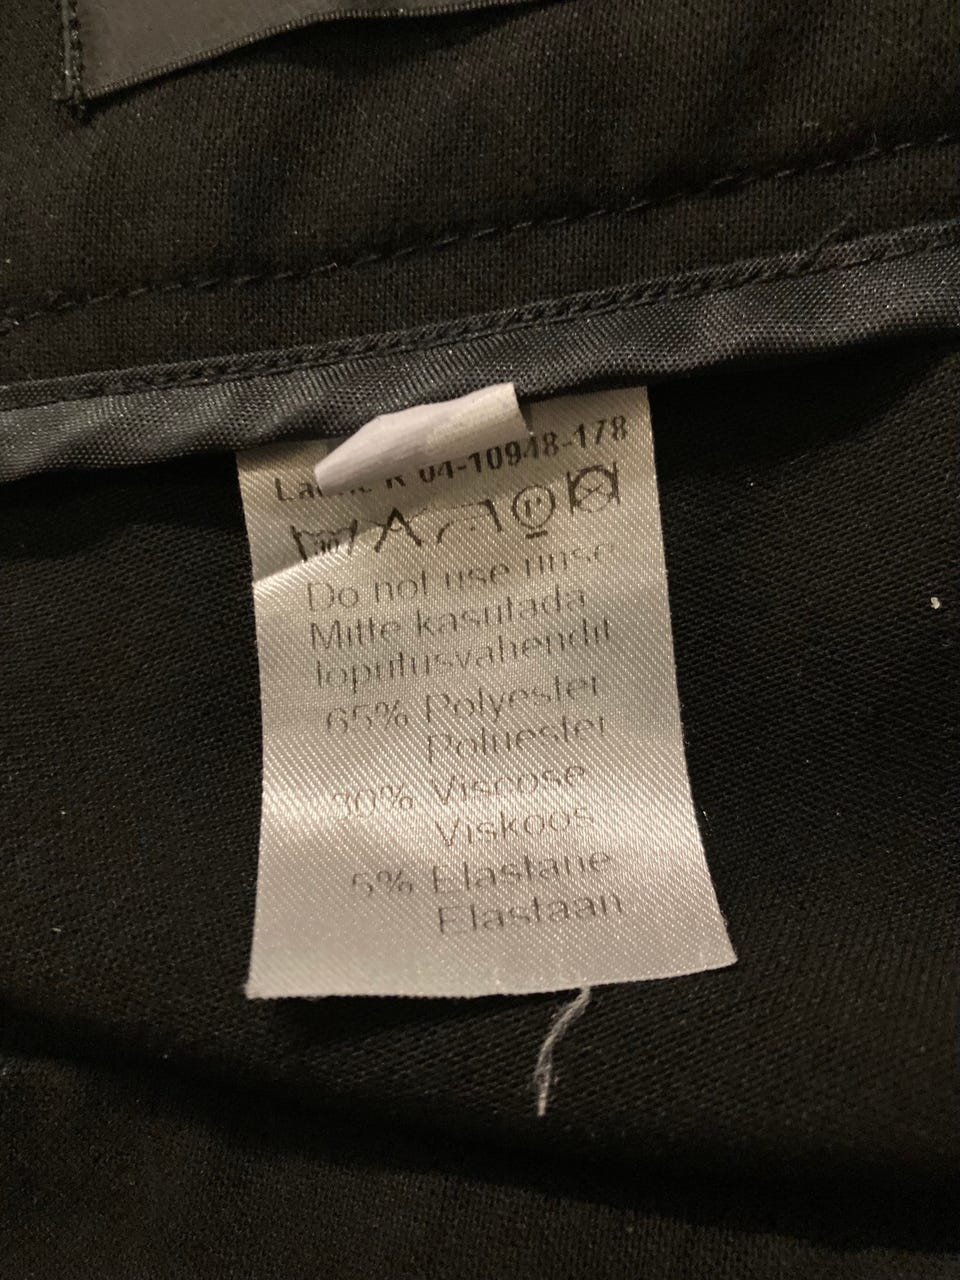 R 04-10948-178
30
P
Do not use rinse
Mitte kasutada
loputusvahendit
65% Polyester
Polüester
30% Viscose
Viskoos
5% Elastane
Elastaan